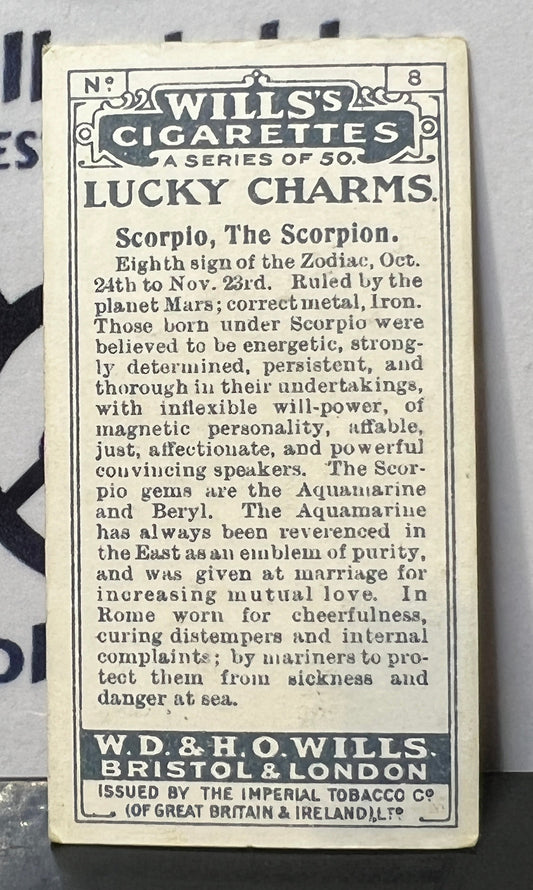 Nº 8
WILLS'S
CIGARETTES
A SERIES OF 50.
LUCKY CHARMS.
Scorpio, The Scorpion.
Eighth sign of the Zodiac, Oct.
24th to Nov. 23rd. Ruled by the
planet Mars; correct metal, Iron.
Those born under Scorpio were
believed to be energetic, strong-
ly determined, persistent, and
thorough in their undertakings,
with inflexible will-power, of
magnetic personality, affable,
just, affectionate, and powerful
convincing speakers. The Scor-
pio gems are the Aquamarine
and Beryl. The Aquamarine
has always been reverenced in
the East as an emblem of purity,
and was given at marriage for
increasing mutual love. In
Rome worn for cheerfulness,
curing distempers and internal
complaints; by mariners to pro-
tect them from sickness and
danger at sea.
W.D. & H.O. WILLS.
BRISTOL & LONDON
ISSUED BY THE IMPERIAL TOBACCO Cº
(OF GREAT BRITAIN & IRELAND), LTº